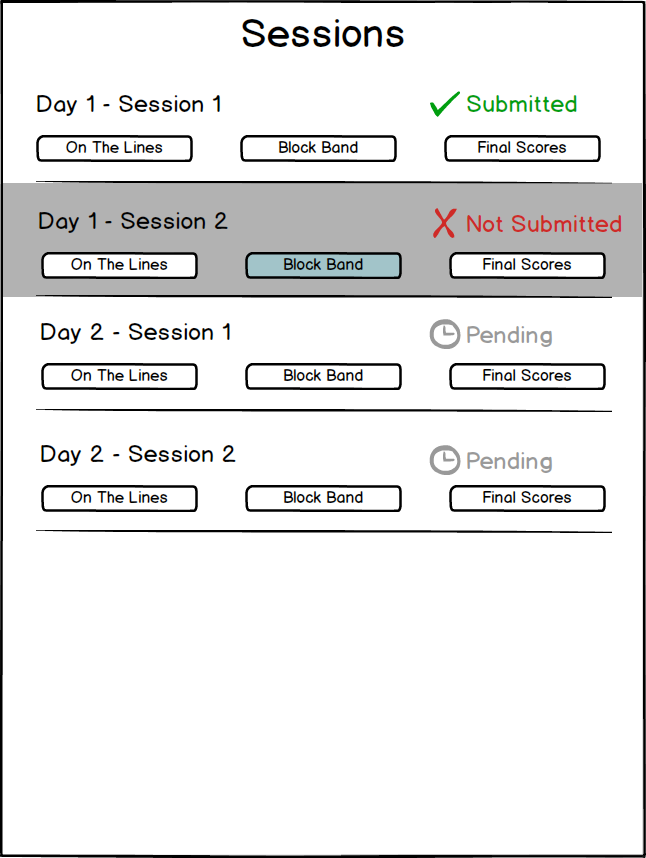 Sessions
Day 1 - Session 1
Submitted
On The Lines
Block Band
Final Scores
Day 1 - Session 2
Not Submitted
On The Lines
Block Band
Final Scores
Day 2 - Session 1
Pending
On The Lines
Block Band
Final Scores
Day 2 - Session 2
Pending
On The Lines
Block Band
Final Scores